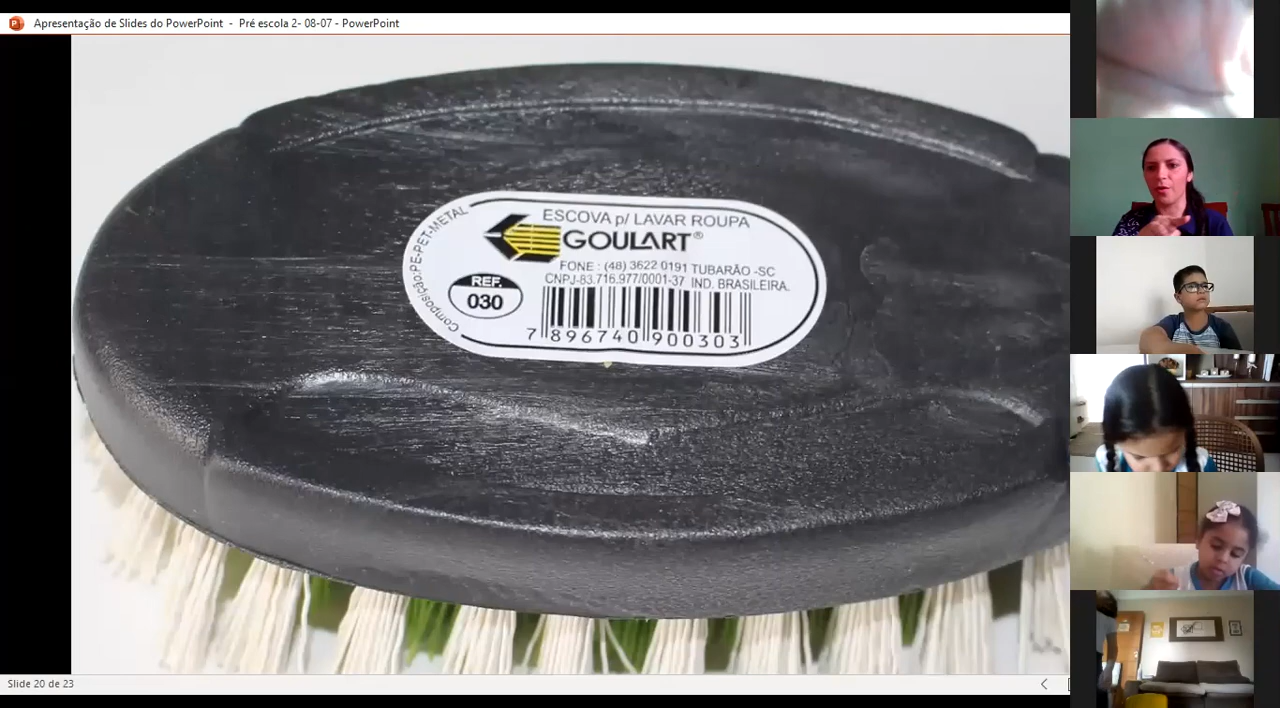 Apresentação de Slides do PowerPoint - Pré escola 2- 08-07 - PowerPoint
ESCOVA p/ LAVAR ROUPA
GOULART®
FONE : (48) 3622 0191 TUBARÃO -SC
CNPJ-83.716.977/0001-37 IND. BRASILEIRA.
Composição:PE-PET-METAL
REF.
030
7 896740 900303
Slide 20 de 23